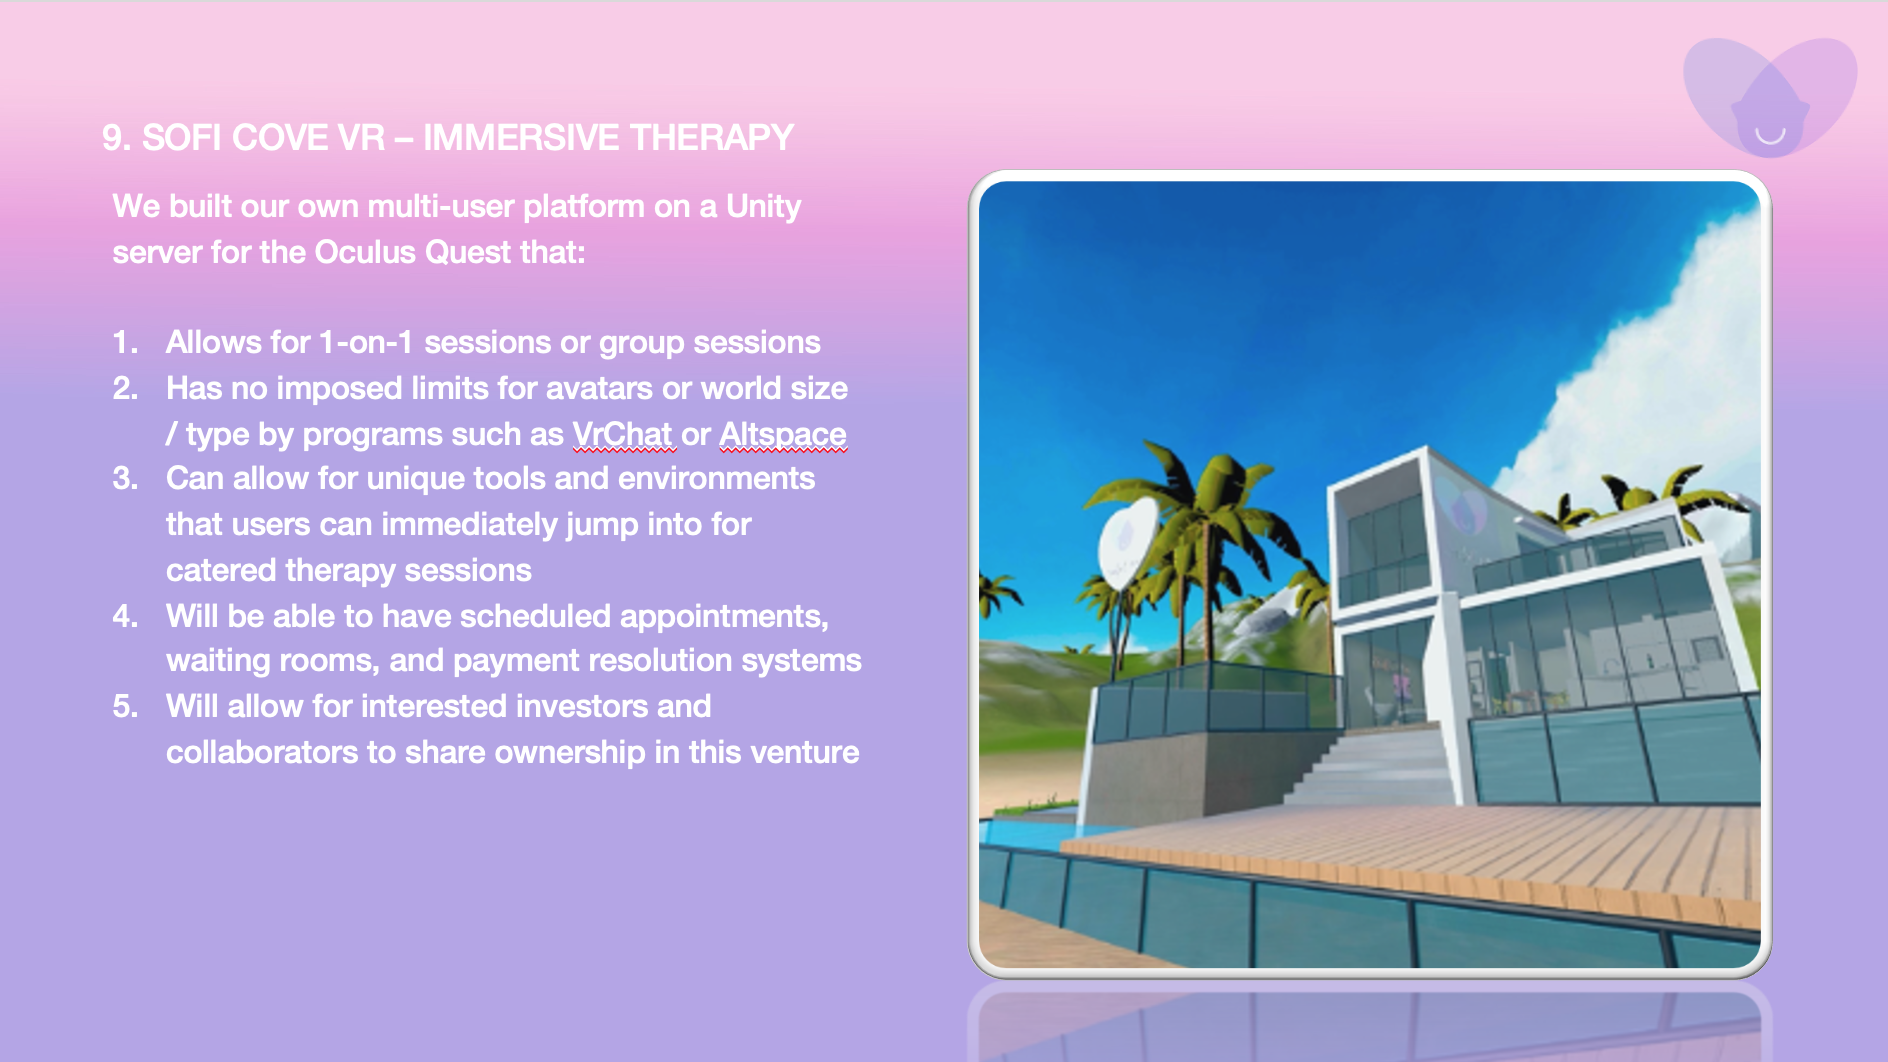 9. SOFI COVE VR – IMMERSIVE THERAPY
We built our own multi-user platform on a Unity
server for the Oculus Quest that:
1. Allows for 1-on-1 sessions or group sessions
2. Has no imposed limits for avatars or world size
/ type by programs such as VrChat or Altspace
3. Can allow for unique tools and environments
that users can immediately jump into for
catered therapy sessions
4. Will be able to have scheduled appointments,
waiting rooms, and payment resolution systems
5. Will allow for interested investors and
collaborators to share ownership in this venture